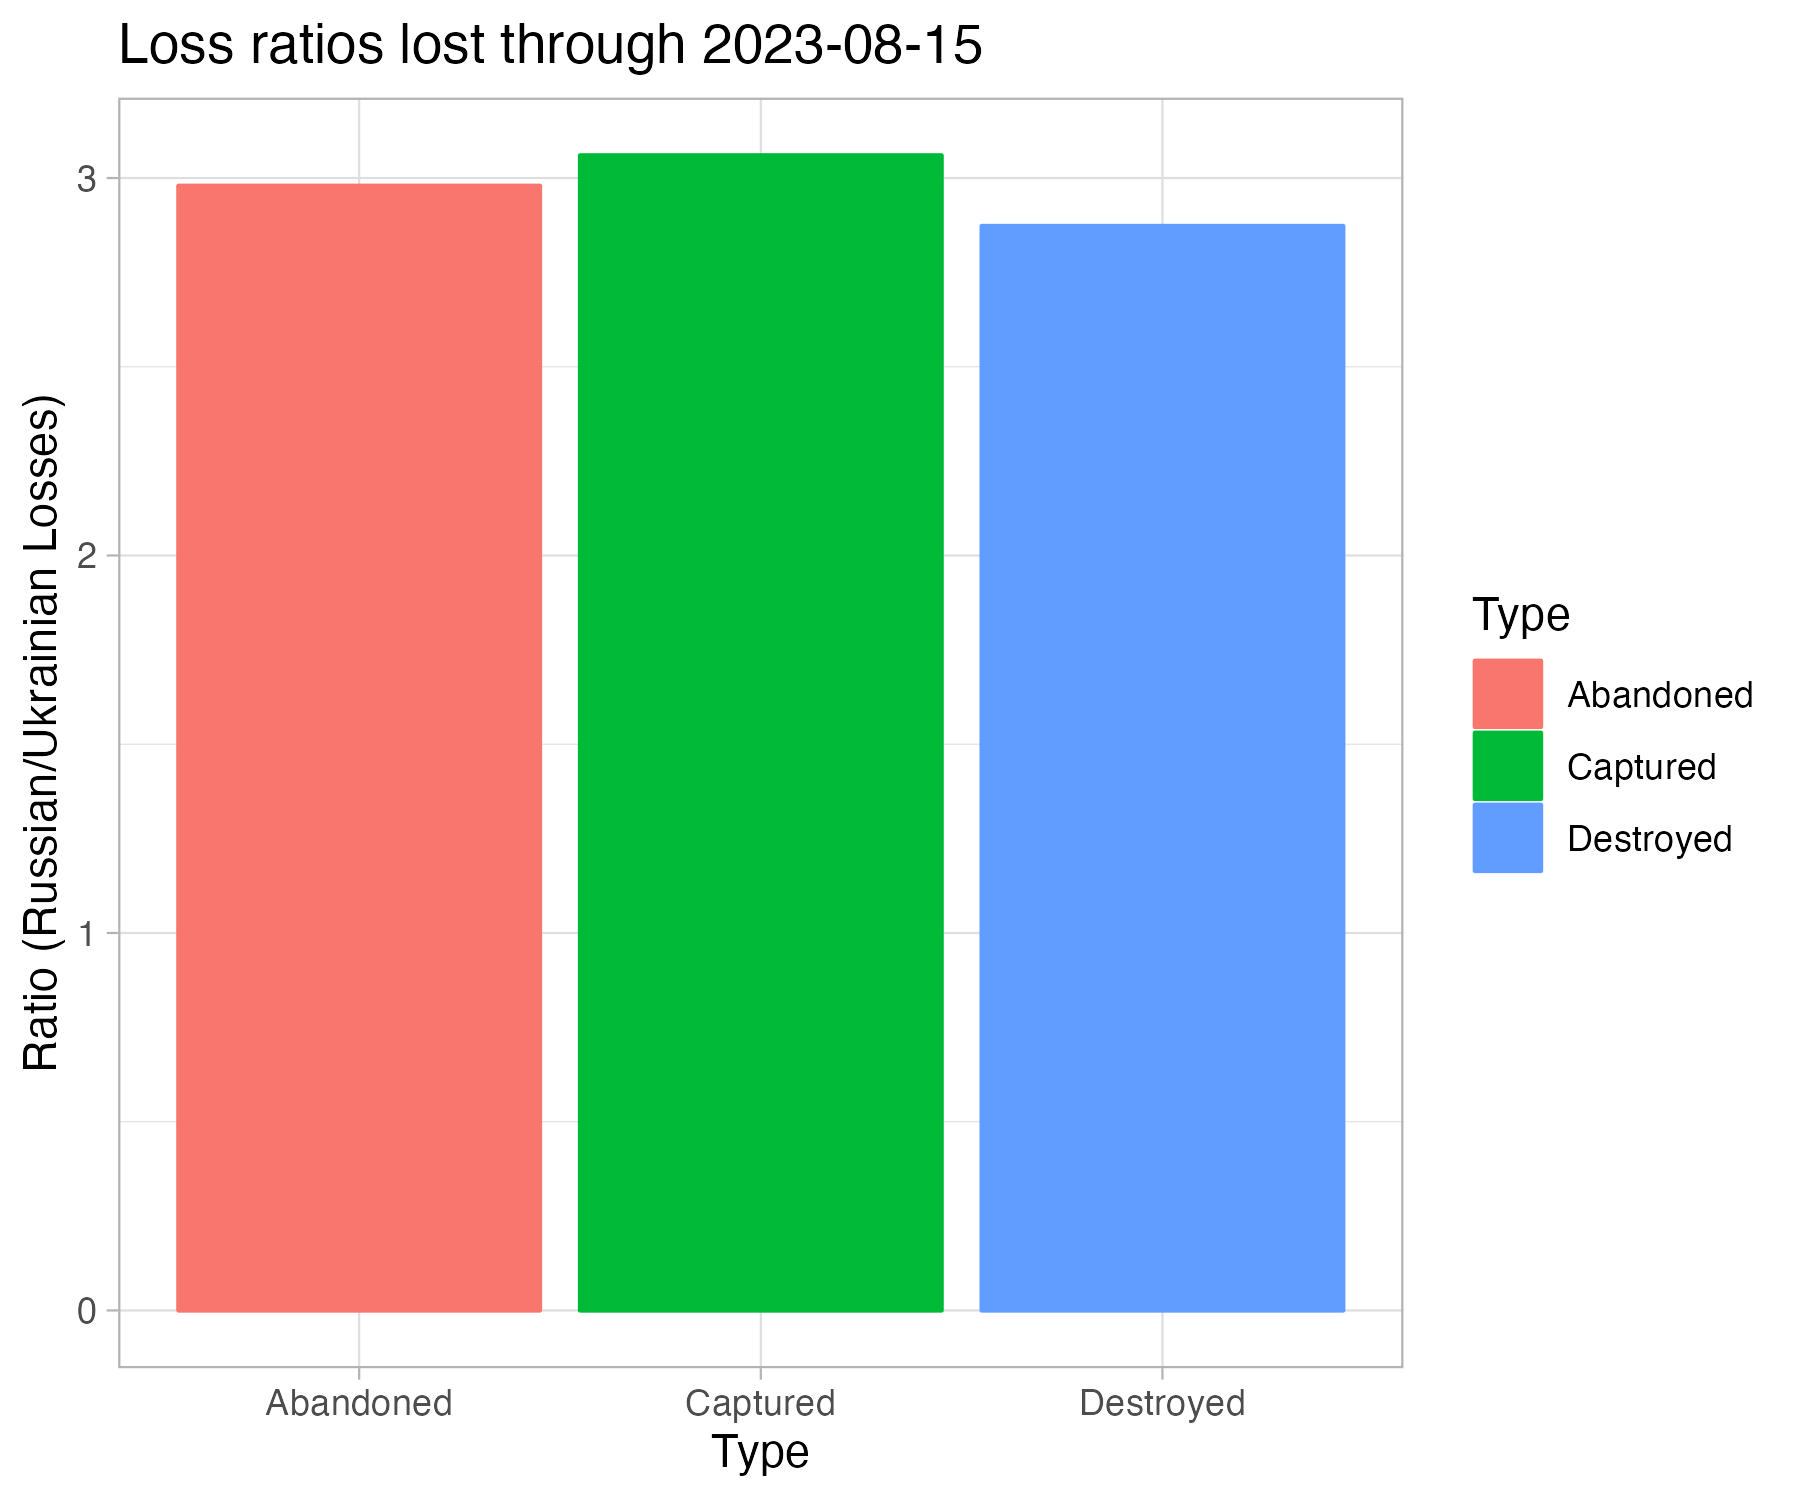 Loss ratios lost through 2023-08-15
Ratio (Russian/Ukrainian Losses)
3
2
1
0
Abandoned
Captured
Destroyed
Type
Type
Abandoned
Captured
Destroyed